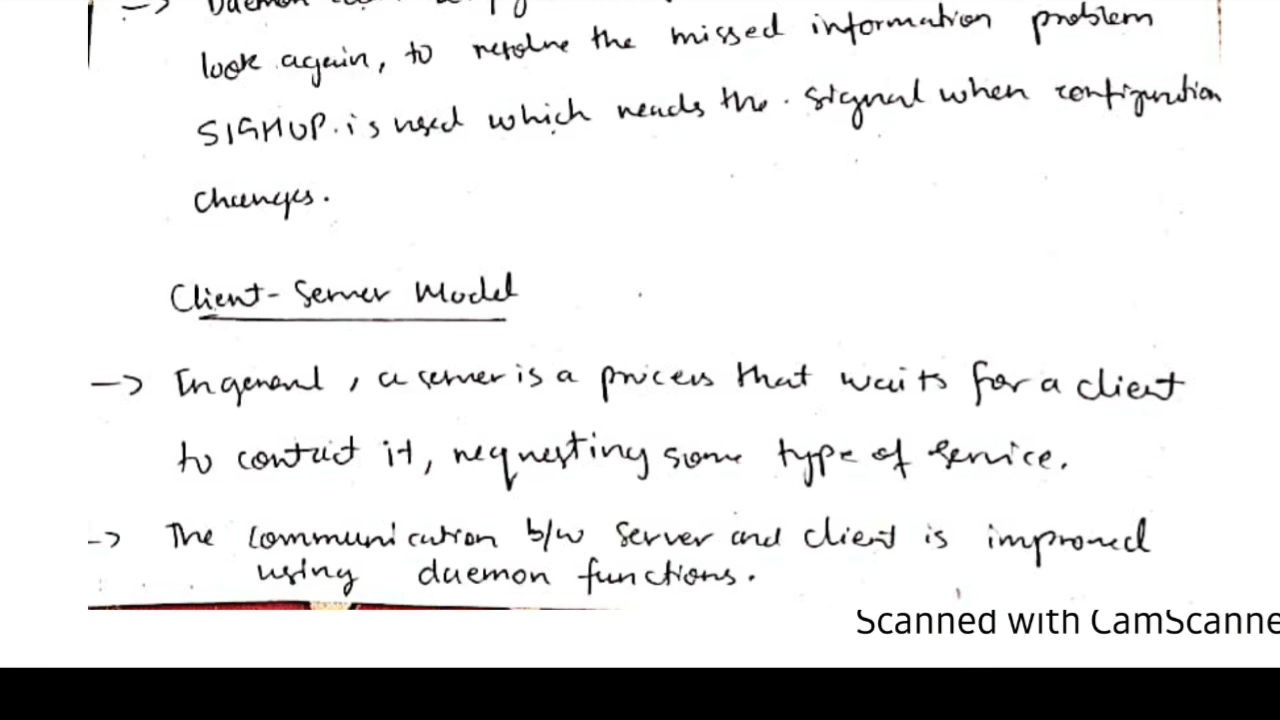 -> Daemon
look again, to resolve the missed information problem
SIGHUP is used which reads the signal when configuration
changes.
Client-Server Model
-> In general, a server is a process that waits for a client
to contact it, requesting some type of service.
-> The communication b/w server and client is improved
using daemon functions.
Scanned with CamScanne